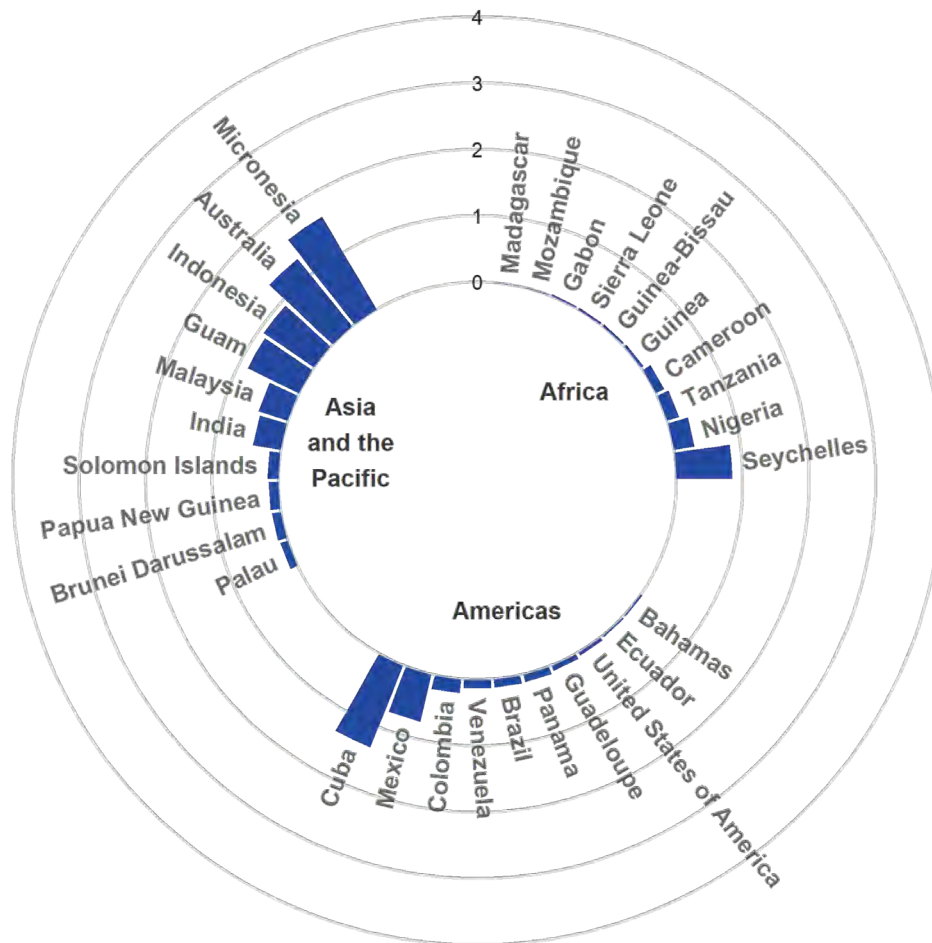 4
3
2
1
0
Madagascar
Mozambique
Gabon
Sierra Leone
Guinea-Bissau
Guinea
Cameroon
Tanzania
Nigeria
Seychelles
Africa
Micronesia
Australia
Indonesia
Guam
Malaysia
India
Solomon Islands
Papua New Guinea
Brunei Darussalam
Palau
Asia
and the
Pacific
Americas
Cuba
Mexico
Colombia
Venezuela
Brazil
Panama
Guadeloupe
United States of America
Ecuador
Bahamas